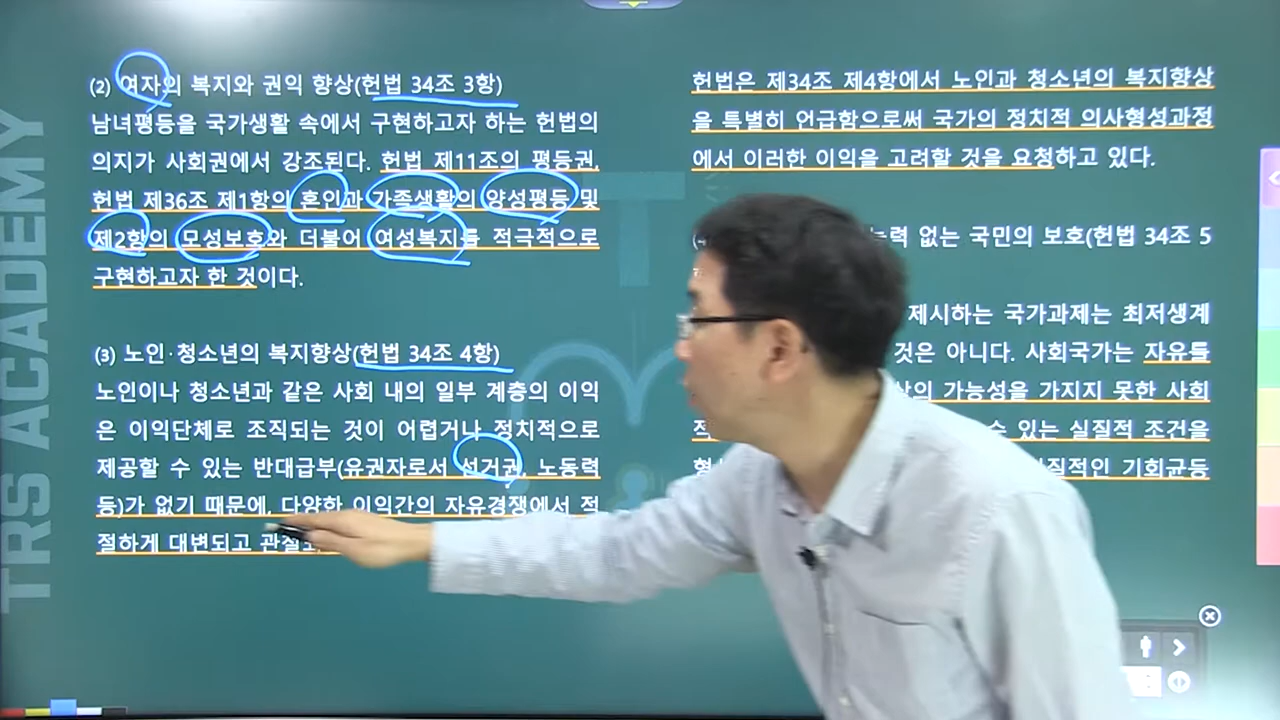 (2) 여자의 복지와 권익 향상(헌법 34조 3항)
남녀평등을 국가생활 속에서 구현하고자 하는 헌법의
의지가 사회권에서 강조된다. 헌법 제11조의 평등권,
헌법 제36조 제1항의 혼인과 가족생활의 양성평등 및
제2항의 모성보호와 더불어 여성복지를 적극적으로
구현하고자 한 것이다.
(3) 노인·청소년의 복지향상(헌법 34조 4항)
노인이나 청소년과 같은 사회 내의 일부 계층의 이익
은 이익단체로 조직되는 것이 어렵거나 정치적으로
제공할 수 있는 반대급부(유권자로서 선거권, 노동력
등)가 없기 때문에, 다양한 이익간의 자유경쟁에서 적
절하게 대변되고
헌법은 제34조 제4항에서 노인과 청소년의 복지향상
을 특별히 언급함으로써 국가의 정치적 의사형성과정
에서 이러한 이익을 고려할 것을 요청하고 있다.
없는 국민의 보호(헌법 34조 5
제시하는 국가과제는 최저생계
것은 아니다. 사회국가는 자유를
가능성을 가지지 못한 사회
있는 실질적 조건을
기회균등
TRS ACADEMY